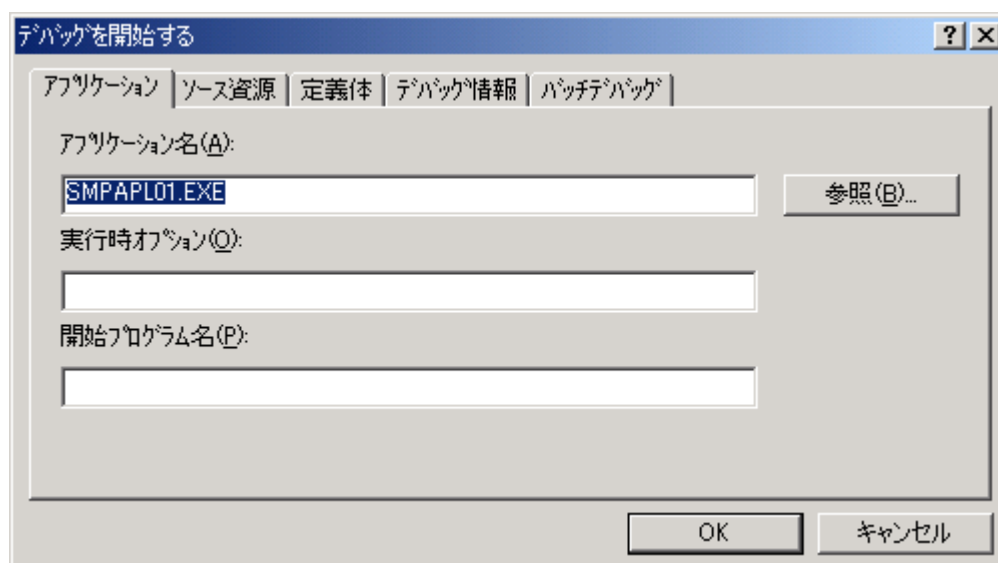 ﾃﾞﾊﾞｯｸﾞを開始する
ｱﾌﾟﾘｹｰｼｮﾝ ｿｰｽ資源 定義体 ﾃﾞﾊﾞｯｸﾞ情報 ﾊﾞｯﾁﾃﾞﾊﾞｯｸﾞ
ｱﾌﾟﾘｹｰｼｮﾝ名(A):
SMPAPL01.EXE 参照(B)...
実行時ｵﾌﾟｼｮﾝ(O):
開始ﾌﾟﾛｸﾞﾗﾑ名(P):
OK キャンセル